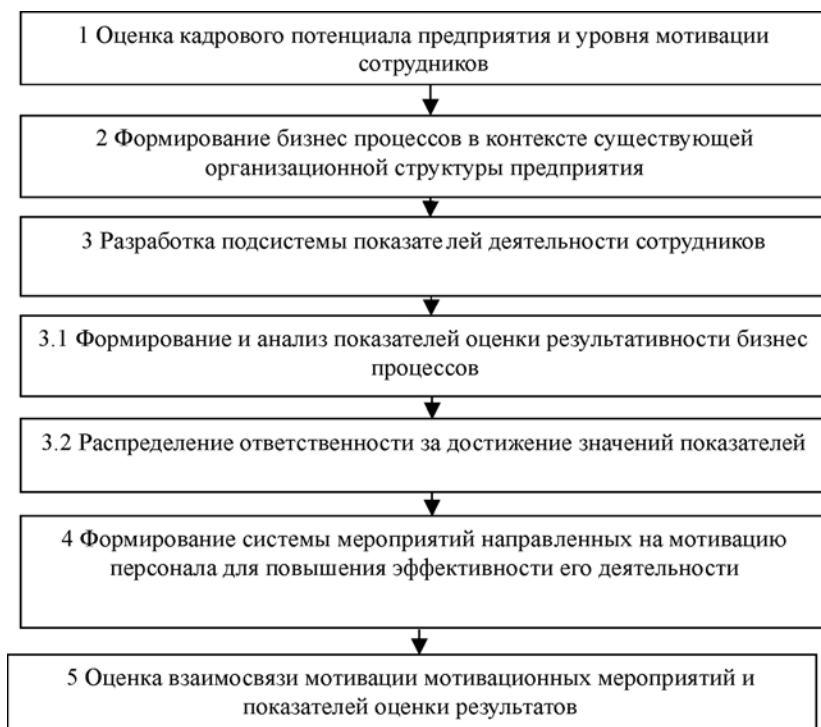 1 Оценка кадрового потенциала предприятия и уровня мотивации
сотрудников
2 Формирование бизнес процессов в контексте существующей
организационной структуры предприятия
3 Разработка подсистемы показателей деятельности сотрудников
3.1 Формирование и анализ показателей оценки результативности бизнес
процессов
3.2 Распределение ответственности за достижение значений показателей
4 Формирование системы мероприятий направленных на мотивацию
персонала для повышения эффективности его деятельности
5 Оценка взаимосвязи мотивации мотивационных мероприятий и
показателей оценки результатов